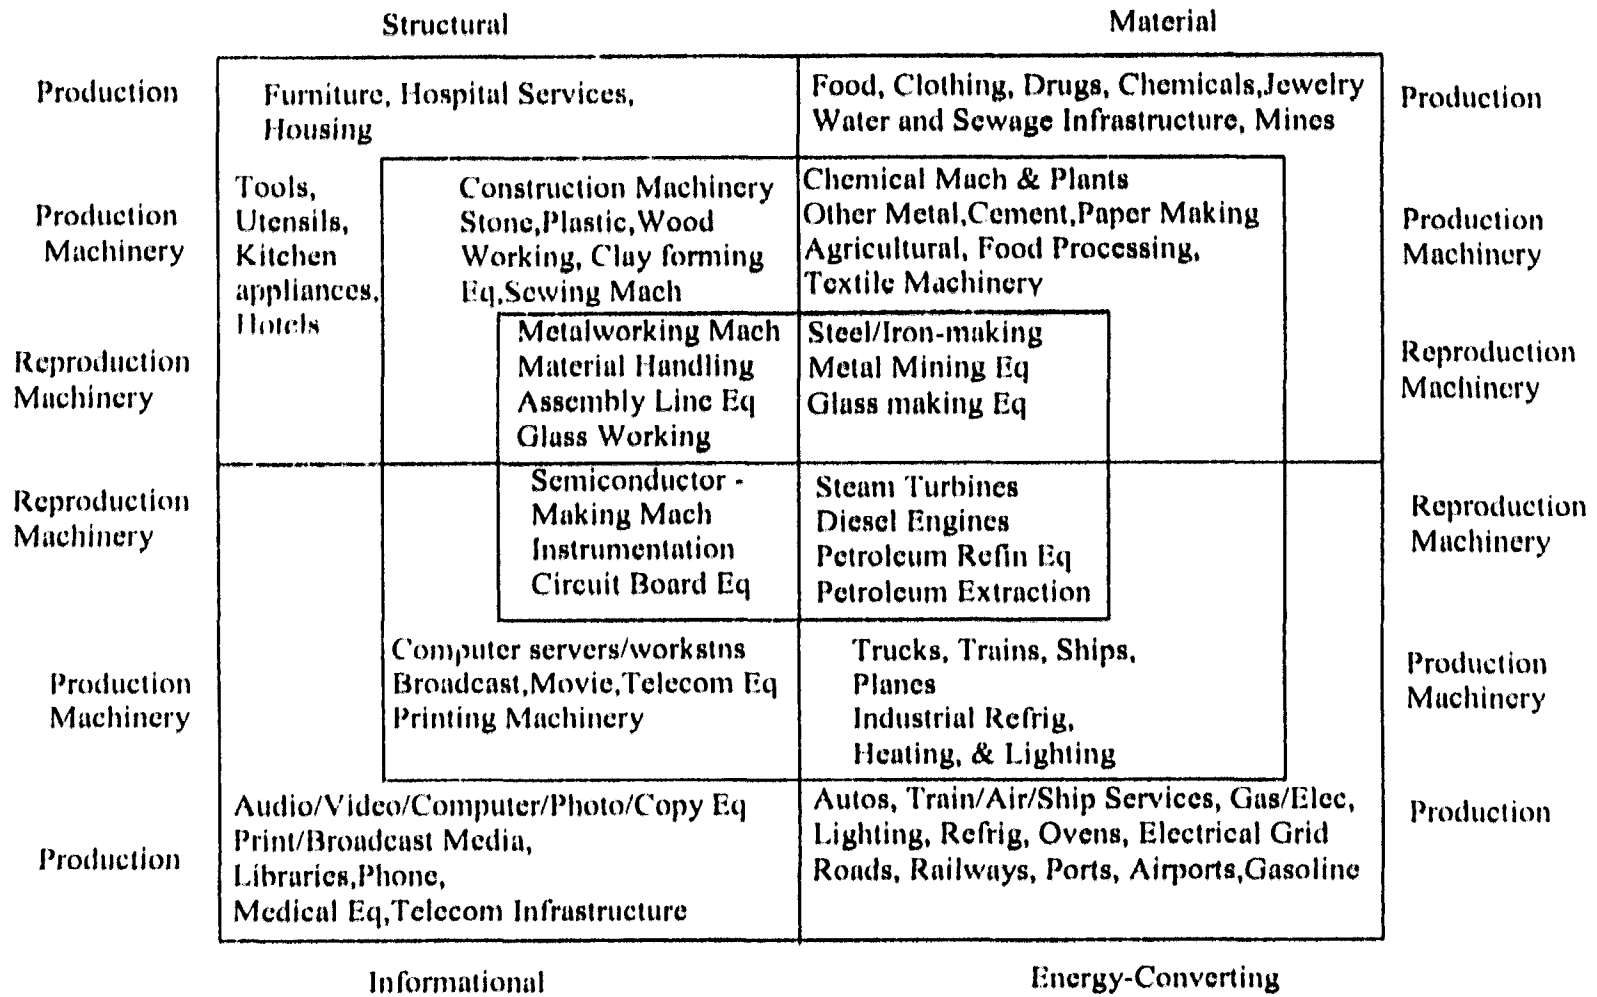 Structural
Material
Production
Furniture, Hospital Services,
Housing
Food, Clothing, Drugs, Chemicals,Jewelry
Water and Sewage Infrastructure, Mines
Production
Production
Machinery
Tools,
Utensils,
Kitchen
appliances,
Hotels
Construction Machinery
Stone,Plastic,Wood
Working, Clay forming
Eq,Sewing Mach
Chemical Mach & Plants
Other Metal,Cement,Paper Making
Agricultural, Food Processing,
Textile Machinery
Production
Machinery
Reproduction
Machinery
Metalworking Mach
Material Handling
Assembly Line Eq
Glass Working
Steel/Iron-making
Metal Mining Eq
Glass making Eq
Reproduction
Machinery
Reproduction
Machinery
Semiconductor -
Making Mach
Instrumentation
Circuit Board Eq
Steam Turbines
Diesel Engines
Petroleum Refin Eq
Petroleum Extraction
Reproduction
Machinery
Production
Machinery
Computer servers/workstns
Broadcast,Movie,Telecom Eq
Printing Machinery
Trucks, Trains, Ships,
Planes
Industrial Refrig,
Heating, & Lighting
Production
Machinery
Production
Audio/Video/Computer/Photo/Copy Eq
Print/Broadcast Media,
Libraries,Phone,
Medical Eq,Telecom Infrastructure
Autos, Train/Air/Ship Services, Gas/Elec,
Lighting, Refrig, Ovens, Electrical Grid
Roads, Railways, Ports, Airports,Gasoline
Production
Informational
Energy-Converting